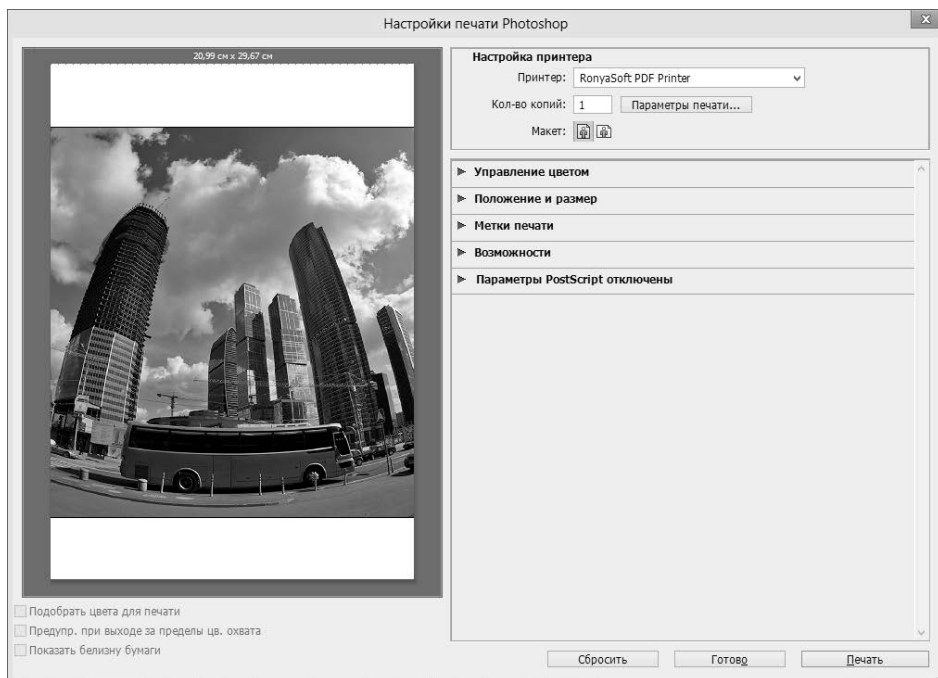 Настройки печати Photoshop
x
20,99 см x 29,67 см
Настройка принтера
Принтер: RonyaSoft PDF Printer
Кол-во копий: 1 Параметры печати...
Макет:
Управление цветом
Положение и размер
Метки печати
Возможности
Параметры PostScript отключены
Подобрать цвета для печати
Предупр. при выходе за пределы цв. охвата
Показать белизну бумаги
Сбросить Готово Печать